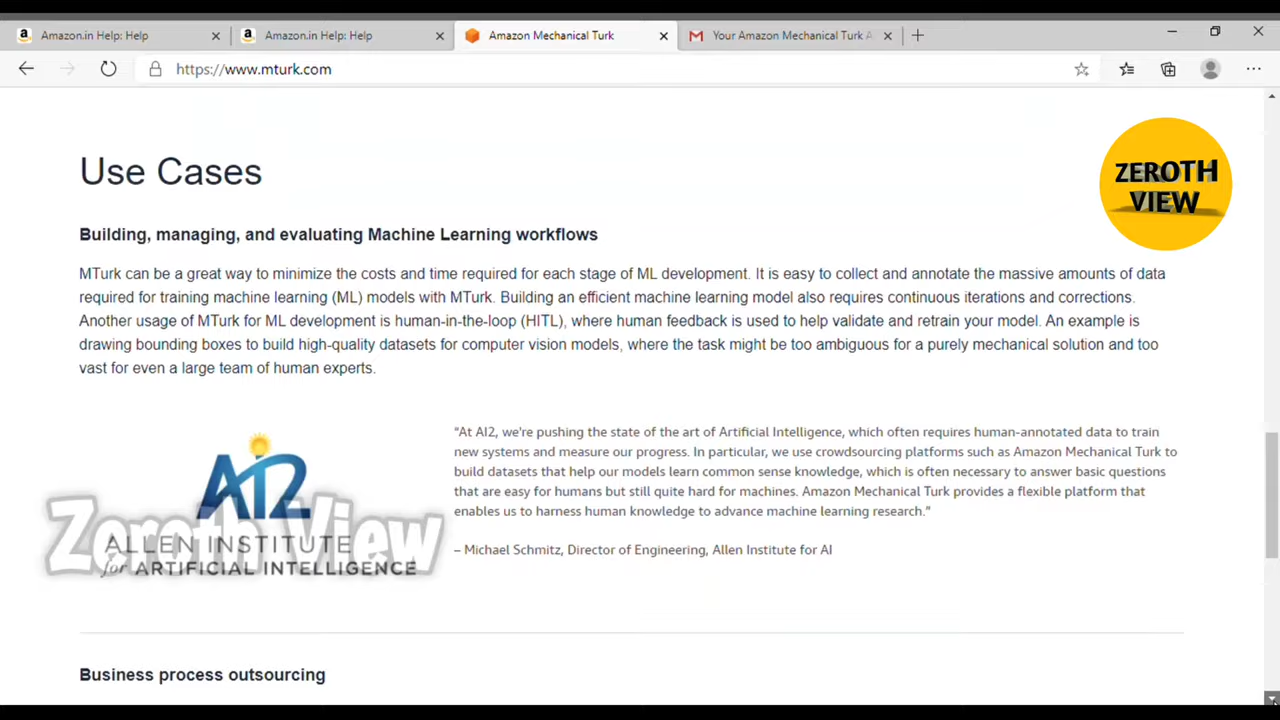 Amazon.in Help: Help
Amazon.in Help: Help
Amazon Mechanical Turk
Your Amazon Mechanical Turk A
https://www.mturk.com
ZEROTH
VIEW
Use Cases
Building, managing, and evaluating Machine Learning workflows
MTurk can be a great way to minimize the costs and time required for each stage of ML development. It is easy to collect and annotate the massive amounts of data
required for training machine learning (ML) models with MTurk. Building an efficient machine learning model also requires continuous iterations and corrections.
Another usage of MTurk for ML development is human-in-the-loop (HITL), where human feedback is used to help validate and retrain your model. An example is
drawing bounding boxes to build high-quality datasets for computer vision models, where the task might be too ambiguous for a purely mechanical solution and too
vast for even a large team of human experts.
AI2
Zeroth View
ALLEN INSTITUTE
for ARTIFICIAL INTELLIGENCE
“At AI2, we're pushing the state of the art of Artificial Intelligence, which often requires human-annotated data to train
new systems and measure our progress. In particular, we use crowdsourcing platforms such as Amazon Mechanical Turk to
build datasets that help our models learn common sense knowledge, which is often necessary to answer basic questions
that are easy for humans but still quite hard for machines. Amazon Mechanical Turk provides a flexible platform that
enables us to harness human knowledge to advance machine learning research.”
– Michael Schmitz, Director of Engineering, Allen Institute for AI
Business process outsourcing